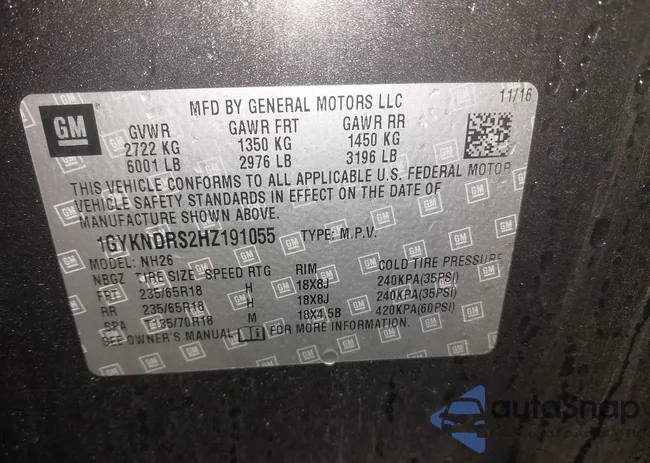 GM
MFD BY GENERAL MOTORS LLC
11/16
GVWR GAWR FRT GAWR RR
2722 KG 1350 KG 1450 KG
6001 LB 2976 LB 3196 LB
THIS VEHICLE CONFORMS TO ALL APPLICABLE U.S. FEDERAL MOTOR
VEHICLE SAFETY STANDARDS IN EFFECT ON THE DATE OF
MANUFACTURE SHOWN ABOVE.
1GYKNDRS2HZ191055 TYPE: M.P.V.
MODEL: NH26
NBGZ TIRE SIZE SPEED RTG RIM COLD TIRE PRESSURE
FRT 235/65R18 H 18X8J 240KPA(35PSI)
RR 235/65R18 H 18X8J 240KPA(35PSI)
SPA T135/70R18 M 18X4.5B 420KPA(60PSI)
SEE OWNER'S MANUAL FOR MORE INFORMATION.
autoSnap